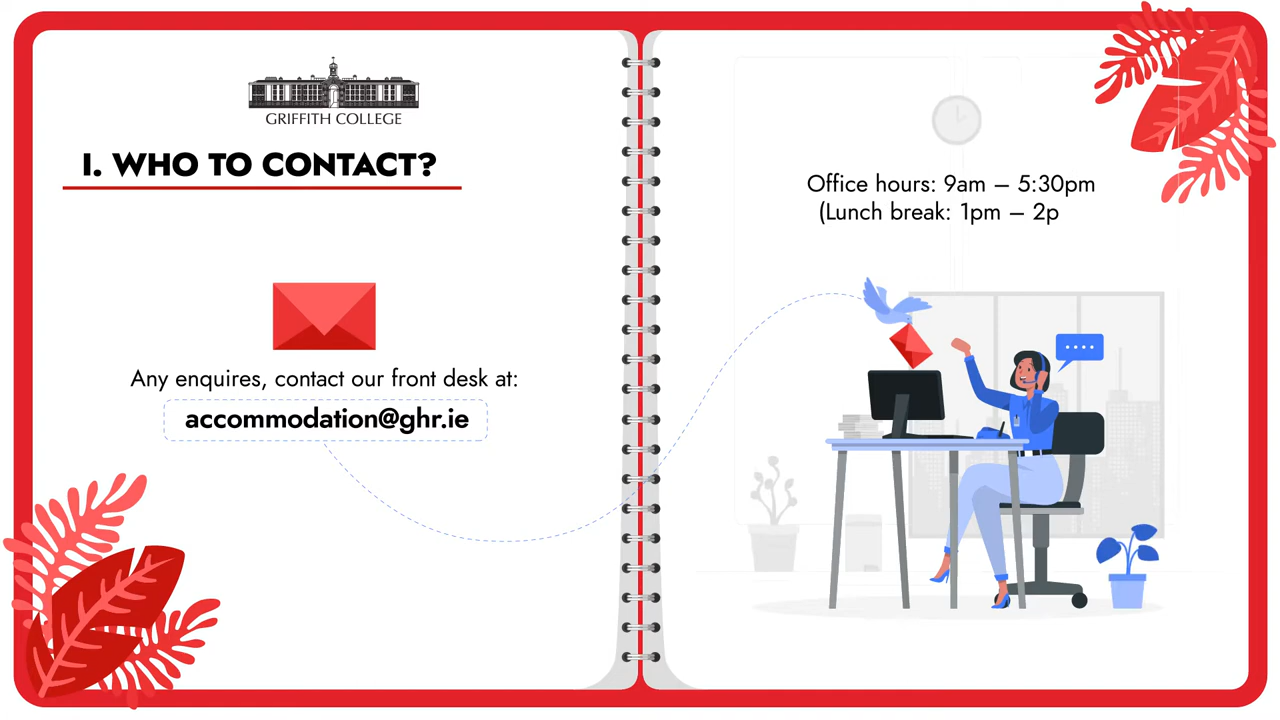 GRIFFITH COLLEGE
I. WHO TO CONTACT?
Any enquires, contact our front desk at:
accommodation@ghr.ie
Office hours: 9am – 5:30pm
(Lunch break: 1pm – 2p